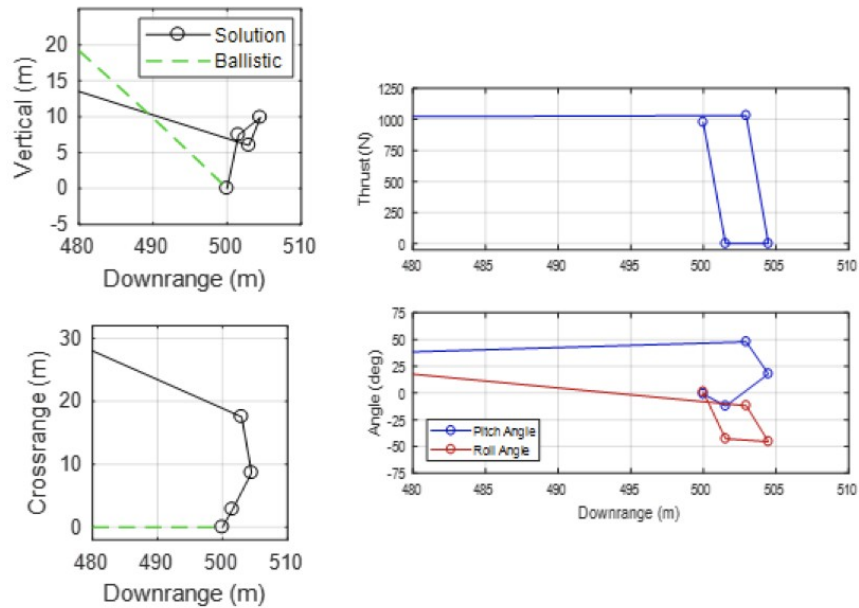 Solution
Ballistic
Vertical (m)
20
15
10
5
0
-5
480 490 500 510
Downrange (m)
Thrust (N)
1250
1000
750
500
250
0
480 485 490 495 500 505 510
Crossrange (m)
30
20
10
0
480 490 500 510
Downrange (m)
Angle (deg)
75
50
25
0
-25
-50
-75
Pitch Angle
Roll Angle
480 485 490 495 500 505 510
Downrange (m)